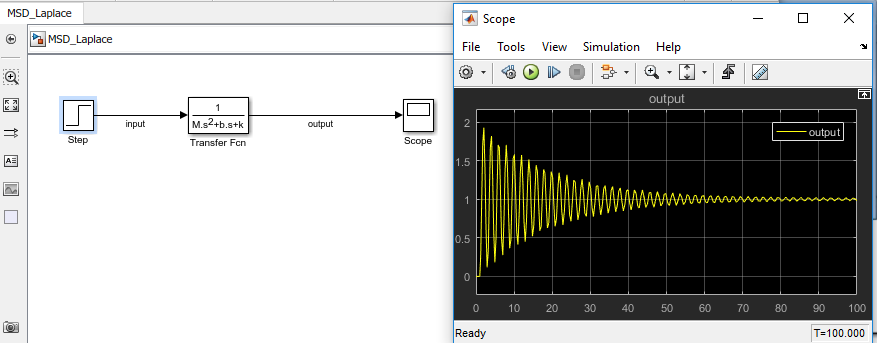 MSD_Laplace
MSD_Laplace
Step
input
1
M.s2+b.s+k
Transfer Fcn
output
Scope
Scope
File Tools View Simulation Help
output
output
2
1.5
1
0.5
0
0 10 20 30 40 50 60 70 80 90 100
Ready T=100.000